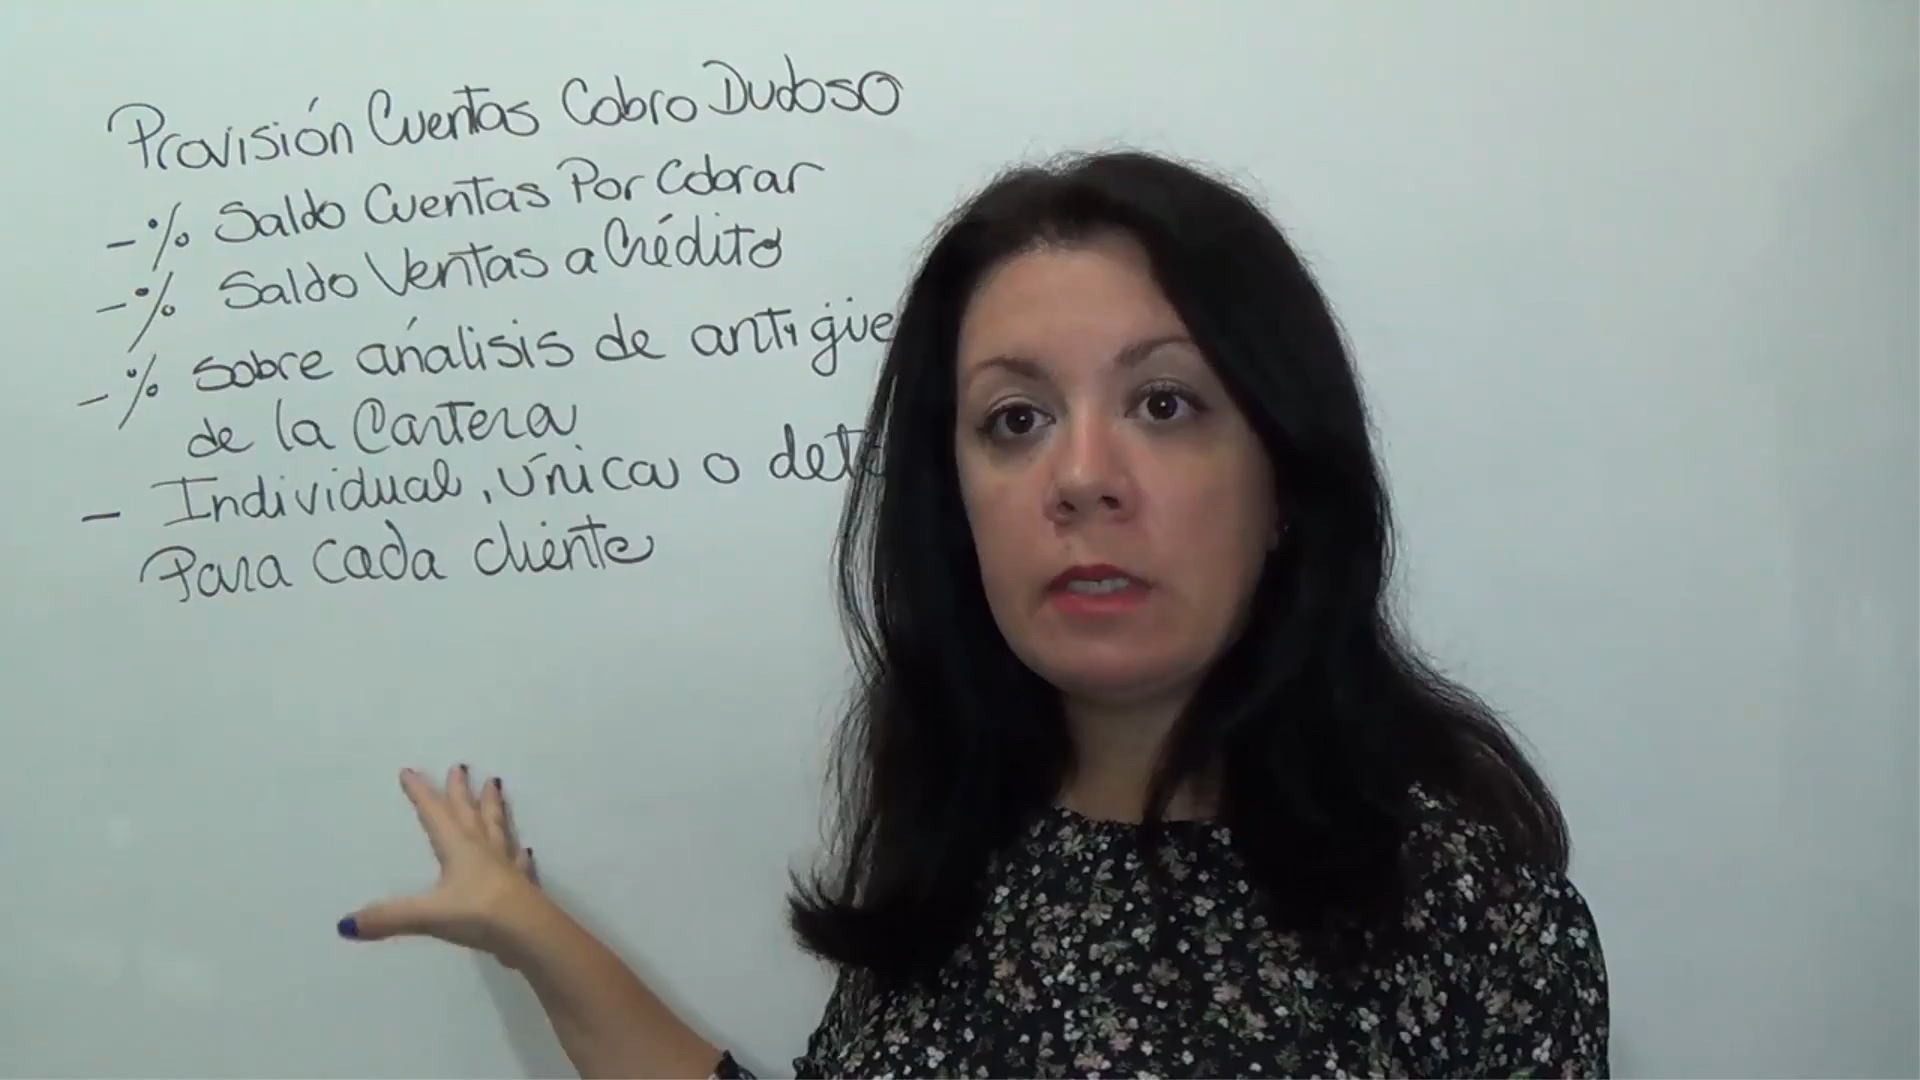 Provisión Cuentas Cobro Dudoso
-% Saldo Cuentas Por Cobrar
-% Saldo Ventas a Crédito
-% Sobre análisis de
de la Cartera
- Individual, única o
Para cada cliente